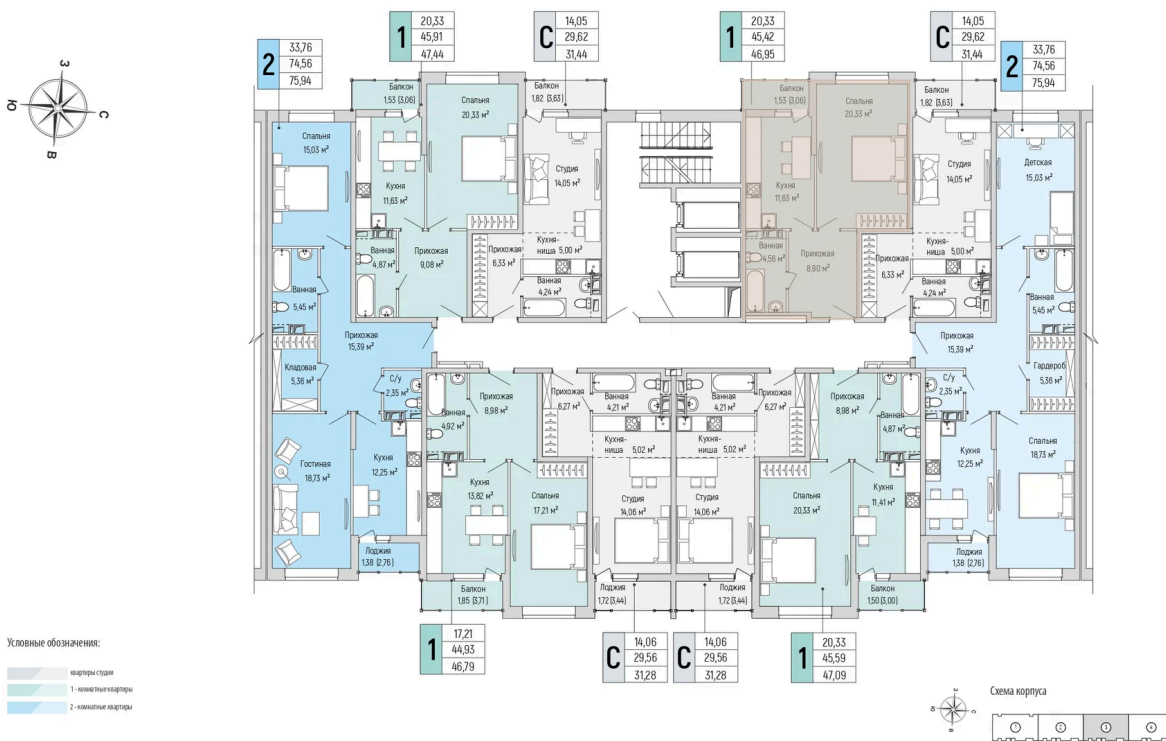 1
20,33
45,91
47,44
С
14,05
29,62
31,44
1
20,33
45,42
46,95
С
14,05
29,62
31,44
2
33,76
74,56
75,94
2
33,76
74,56
75,94
З
Ю
С
В
Балкон
1,53 (3,06)
Спальня
20,33 м²
Балкон
1,82 (3,63)
Балкон
1,53 (3,06)
Спальня
20,33 м²
Балкон
1,82 (3,63)
Спальня
15,03 м²
Кухня
11,63 м²
Студия
14,05 м²
Кухня
11,63 м²
Студия
14,05 м²
Детская
15,03 м²
Ванная
4,87 м²
Прихожая
9,08 м²
Прихожая
6,33 м²
Кухня-
ниша 5,00 м²
Ванная
4,24 м²
Ванная
4,56 м²
Прихожая
8,90 м²
Прихожая
6,33 м²
Кухня-
ниша 5,00 м²
Ванная
4,24 м²
Ванная
5,45 м²
Ванная
5,45 м²
Прихожая
15,39 м²
Прихожая
15,39 м²
Кладовая
5,36 м²
С/у
2,35 м²
Ванная
4,92 м²
Прихожая
8,98 м²
Прихожая
6,27 м²
Ванная
4,21 м²
Ванная
4,21 м²
Прихожая
6,27 м²
Прихожая
8,98 м²
Ванная
4,87 м²
С/у
2,35 м²
Гардероб
5,36 м²
Кухня-
ниша 5,02 м²
Кухня-
ниша 5,02 м²
Гостиная
18,73 м²
Кухня
12,25 м²
Кухня
13,82 м²
Спальня
17,21 м²
Студия
14,06 м²
Студия
14,06 м²
Спальня
20,33 м²
Кухня
11,41 м²
Кухня
12,25 м²
Спальня
18,73 м²
Лоджия
1,38 (2,76)
Балкон
1,85 (3,71)
Лоджия
1,72 (3,44)
Лоджия
1,72 (3,44)
Балкон
1,50 (3,00)
Лоджия
1,38 (2,76)
1
17,21
44,93
46,79
С
14,06
29,56
31,28
С
14,06
29,56
31,28
1
20,33
45,59
47,09
Условные обозначения:
квартиры студии
1 - комнатные квартиры
2 - комнатные квартиры
З
Ю
С
В
Схема корпуса
1
2
3
4